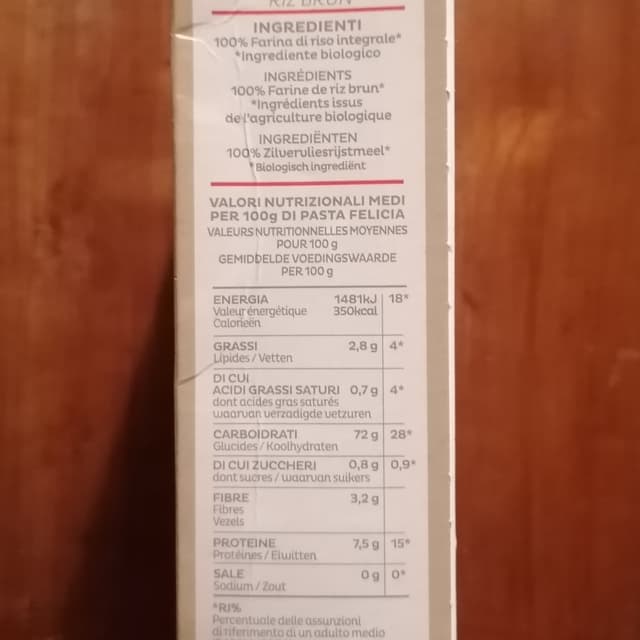 RIZ BRUN
INGREDIENTI
100% Farina di riso integrale*
*Ingrediente biologico
INGRÉDIENTS
100% Farine de riz brun*
*Ingrédients issus
de l'agriculture biologique
INGREDIËNTEN
100% Zilvervliesrijstmeel*
*Biologisch ingrediënt
VALORI NUTRIZIONALI MEDI
PER 100g DI PASTA FELICIA
VALEURS NUTRITIONNELLES MOYENNES
POUR 100 g
GEMIDDELDE VOEDINGSWAARDE
PER 100 g
ENERGIA 1481kJ 18*
Valeur énergétique 350kcal
Calorieën
GRASSI 2,8 g 4*
Lipides / Vetten
DI CUI
ACIDI GRASSI SATURI 0,7 g 4*
dont acides gras saturés
waarvan verzadigde vetzuren
CARBOIDRATI 72 g 28*
Glucides / Koolhydraten
DI CUI ZUCCHERI 0,8 g 0,9*
dont sucres / waarvan suikers
FIBRE 3,2 g
Fibres
Vezels
PROTEINE 7,5 g 15*
Protéines / Eiwitten
SALE 0 g 0*
Sodium / Zout
*RI%
Percentuale delle assunzioni
di riferimento di un adulto medio